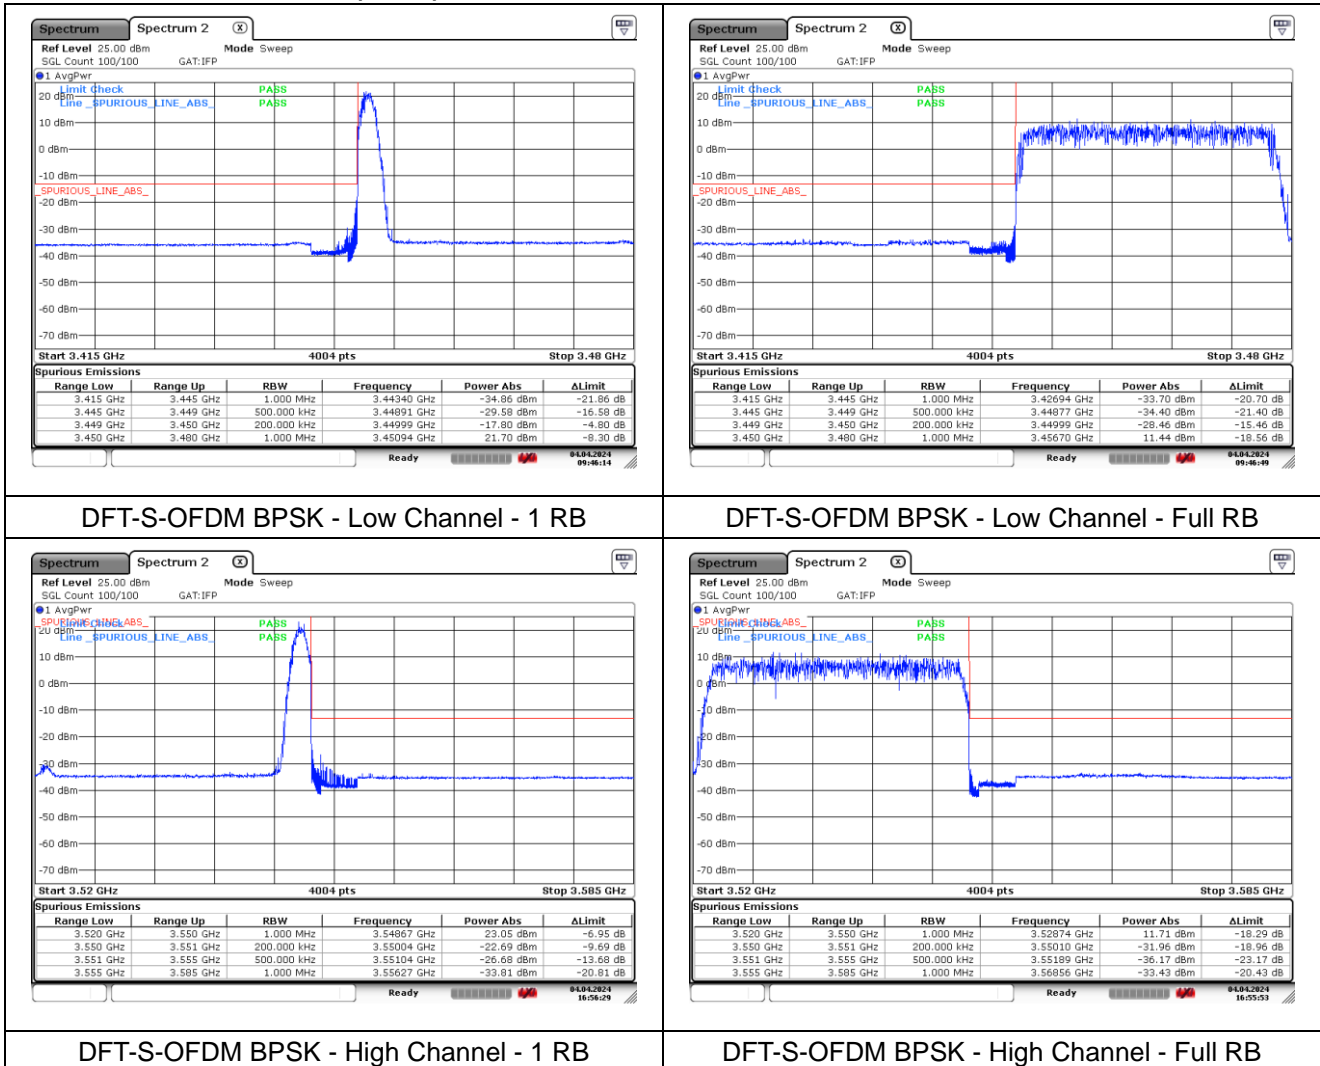 Spectrum Spectrum 2 X
Ref Level 25.00 dBm Mode Sweep
SGL Count 100/100 GAT:IFP
1 AvgPwr
Limit Check PASS
20 dBm Line _SPURIOUS_LINE_ABS_ PASS
10 dBm
0 dBm
-10 dBm
_SPURIOUS_LINE_ABS_
-20 dBm
-30 dBm
-40 dBm
-50 dBm
-60 dBm
-70 dBm
Start 3.415 GHz 4004 pts Stop 3.48 GHz
Spurious Emissions
Range Low Range Up RBW Frequency Power Abs ΔLimit
3.415 GHz 3.445 GHz 1.000 MHz 3.44340 GHz -34.86 dBm -21.86 dB
3.445 GHz 3.449 GHz 500.000 kHz 3.44891 GHz -29.58 dBm -16.58 dB
3.449 GHz 3.450 GHz 200.000 kHz 3.44999 GHz -17.80 dBm -4.80 dB
3.450 GHz 3.480 GHz 1.000 MHz 3.45094 GHz 21.70 dBm -8.30 dB
Ready 04.04.2024
09:46:14
DFT-S-OFDM BPSK - Low Channel - 1 RB
Spectrum Spectrum 2 X
Ref Level 25.00 dBm Mode Sweep
SGL Count 100/100 GAT:IFP
1 AvgPwr
Limit Check PASS
20 dBm Line _SPURIOUS_LINE_ABS_ PASS
10 dBm
0 dBm
-10 dBm
_SPURIOUS_LINE_ABS_
-20 dBm
-30 dBm
-40 dBm
-50 dBm
-60 dBm
-70 dBm
Start 3.415 GHz 4004 pts Stop 3.48 GHz
Spurious Emissions
Range Low Range Up RBW Frequency Power Abs ΔLimit
3.415 GHz 3.445 GHz 1.000 MHz 3.42694 GHz -33.70 dBm -20.70 dB
3.445 GHz 3.449 GHz 500.000 kHz 3.44877 GHz -34.40 dBm -21.40 dB
3.449 GHz 3.450 GHz 200.000 kHz 3.44999 GHz -28.46 dBm -15.46 dB
3.450 GHz 3.480 GHz 1.000 MHz 3.45670 GHz 11.44 dBm -18.56 dB
Ready 04.04.2024
09:46:49
DFT-S-OFDM BPSK - Low Channel - Full RB
Spectrum Spectrum 2 X
Ref Level 25.00 dBm Mode Sweep
SGL Count 100/100 GAT:IFP
1 AvgPwr
_SPURIOUS_LINE_ABS_
Limit Check PASS
20 dBm Line _SPURIOUS_LINE_ABS_ PASS
10 dBm
0 dBm
-10 dBm
-20 dBm
-30 dBm
-40 dBm
-50 dBm
-60 dBm
-70 dBm
Start 3.52 GHz 4004 pts Stop 3.585 GHz
Spurious Emissions
Range Low Range Up RBW Frequency Power Abs ΔLimit
3.520 GHz 3.550 GHz 1.000 MHz 3.54867 GHz 23.05 dBm -6.95 dB
3.550 GHz 3.551 GHz 200.000 kHz 3.55004 GHz -22.69 dBm -9.69 dB
3.551 GHz 3.555 GHz 500.000 kHz 3.55104 GHz -26.68 dBm -13.68 dB
3.555 GHz 3.585 GHz 1.000 MHz 3.55627 GHz -33.81 dBm -20.81 dB
Ready 04.04.2024
16:56:29
DFT-S-OFDM BPSK - High Channel - 1 RB
Spectrum Spectrum 2 X
Ref Level 25.00 dBm Mode Sweep
SGL Count 100/100 GAT:IFP
1 AvgPwr
_SPURIOUS_LINE_ABS_
Limit Check PASS
20 dBm Line _SPURIOUS_LINE_ABS_ PASS
10 dBm
0 dBm
-10 dBm
-20 dBm
-30 dBm
-40 dBm
-50 dBm
-60 dBm
-70 dBm
Start 3.52 GHz 4004 pts Stop 3.585 GHz
Spurious Emissions
Range Low Range Up RBW Frequency Power Abs ΔLimit
3.520 GHz 3.550 GHz 1.000 MHz 3.52874 GHz 11.71 dBm -18.29 dB
3.550 GHz 3.551 GHz 200.000 kHz 3.55010 GHz -31.96 dBm -18.96 dB
3.551 GHz 3.555 GHz 500.000 kHz 3.55189 GHz -36.17 dBm -23.17 dB
3.555 GHz 3.585 GHz 1.000 MHz 3.56856 GHz -33.43 dBm -20.43 dB
Ready 04.04.2024
16:55:53
DFT-S-OFDM BPSK - High Channel - Full RB